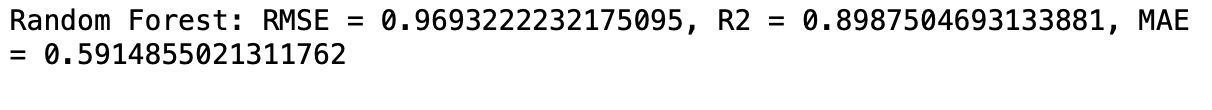 Random Forest: RMSE = 0.9693222232175095, R2 = 0.8987504693133881, MAE
= 0.5914855021311762